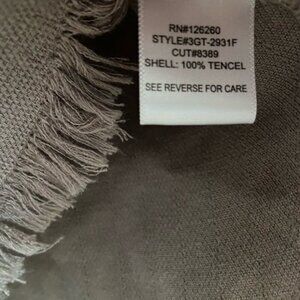 RN#126260
STYLE#3GT-2931F
CUT#8389
SHELL: 100% TENCEL
SEE REVERSE FOR CARE